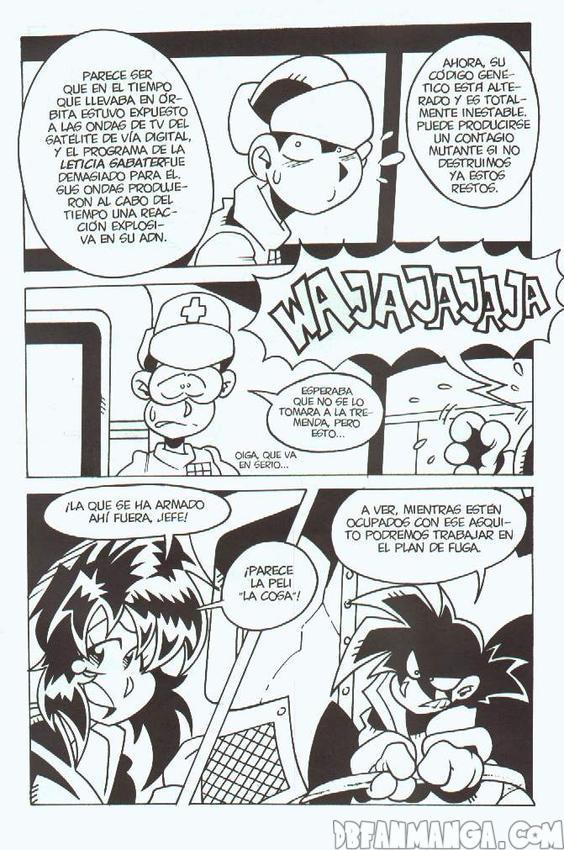 PARECE SER
QUE EN EL TIEMPO
QUE LLEVABA EN ÓR-
BITA ESTUVO EXPUESTO
A LAS ONDAS DE TV DEL
SATÉLITE DE VÍA DIGITAL,
Y EL PROGRAMA DE LA
LETICIA SABATERFUE
DEMASIADO PARA ÉL.
SUS ONDAS PRODUJE-
RON AL CABO DEL
TIEMPO UNA REAC-
CIÓN EXPLOSI-
VA EN SU ADN.
AHORA, SU
CÓDIGO GENE-
TICO ESTÁ ALTE-
RADO Y ES TOTAL-
MENTE INESTABLE.
PUEDE PRODUCIRSE
UN CONTAGIO
MUTANTE SI NO
DESTRUIMOS
YA ESTOS
RESTOS.
WAJAJAJAJAJA
ESPERABA
QUE NO SE LO
TOMARA A LA TRE-
MENDA, PERO
ESTO...
OIGA, QUE VA
EN SERIO...
¡LA QUE SE HA ARMADO
AHÍ FUERA, JEFE!
¡PARECE
LA PELI
"LA COSA"!
A VER, MIENTRAS ESTÉN
OCUPADOS CON ESE ASQUI-
TO PODREMOS TRABAJAR EN
EL PLAN DE FUGA.
DBFANMANGA.COM